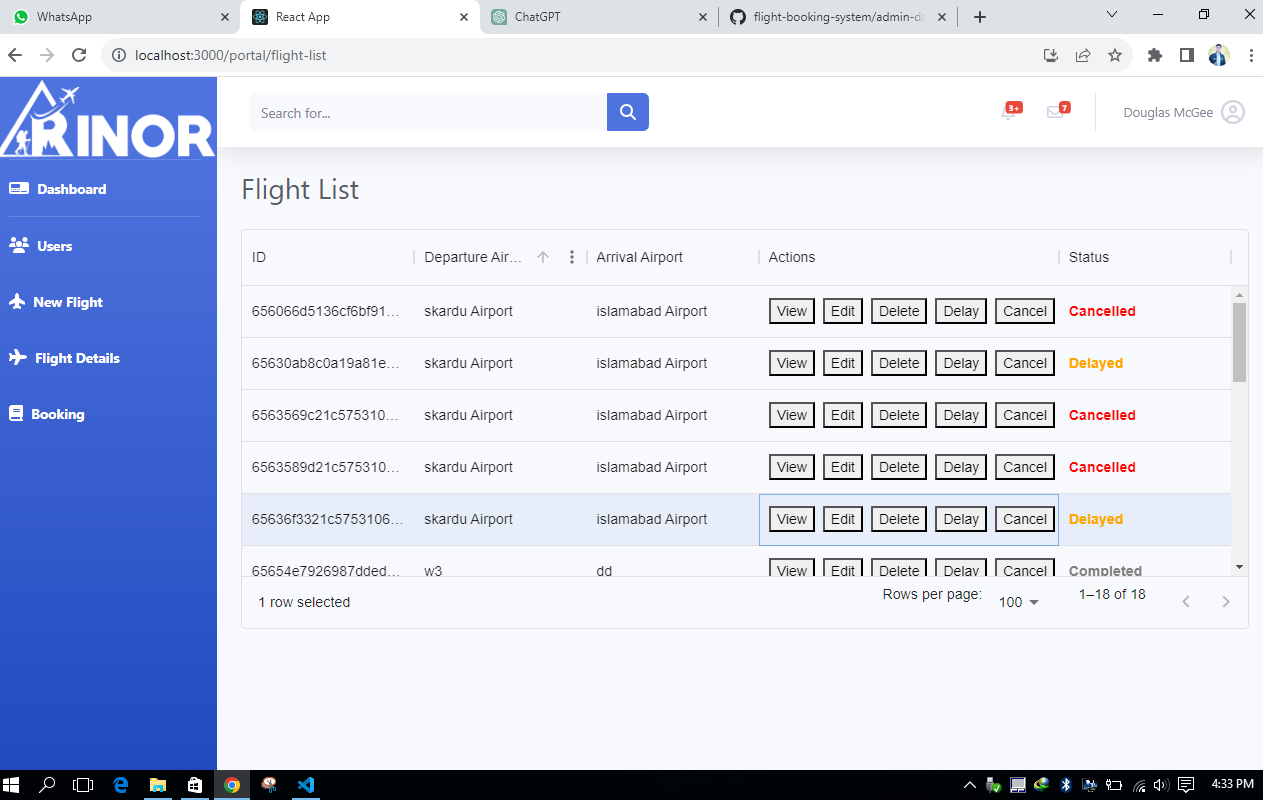 WhatsApp
React App
ChatGPT
flight-booking-system/admin-da
localhost:3000/portal/flight-list
ARINOR
Search for...
3+
7
Douglas McGee
Dashboard
Users
New Flight
Flight Details
Booking
Flight List
ID Departure Air... Arrival Airport Actions Status
656066d5136cf6bf91... skardu Airport islamabad Airport View Edit Delete Delay Cancel Cancelled
65630ab8c0a19a81e... skardu Airport islamabad Airport View Edit Delete Delay Cancel Delayed
6563569c21c575310... skardu Airport islamabad Airport View Edit Delete Delay Cancel Cancelled
6563589d21c575310... skardu Airport islamabad Airport View Edit Delete Delay Cancel Cancelled
65636f3321c5753106... skardu Airport islamabad Airport View Edit Delete Delay Cancel Delayed
65654e7926987dded... w3 dd View Edit Delete Delay Cancel Completed
1 row selected
Rows per page: 100 1–18 of 18
4:33 PM